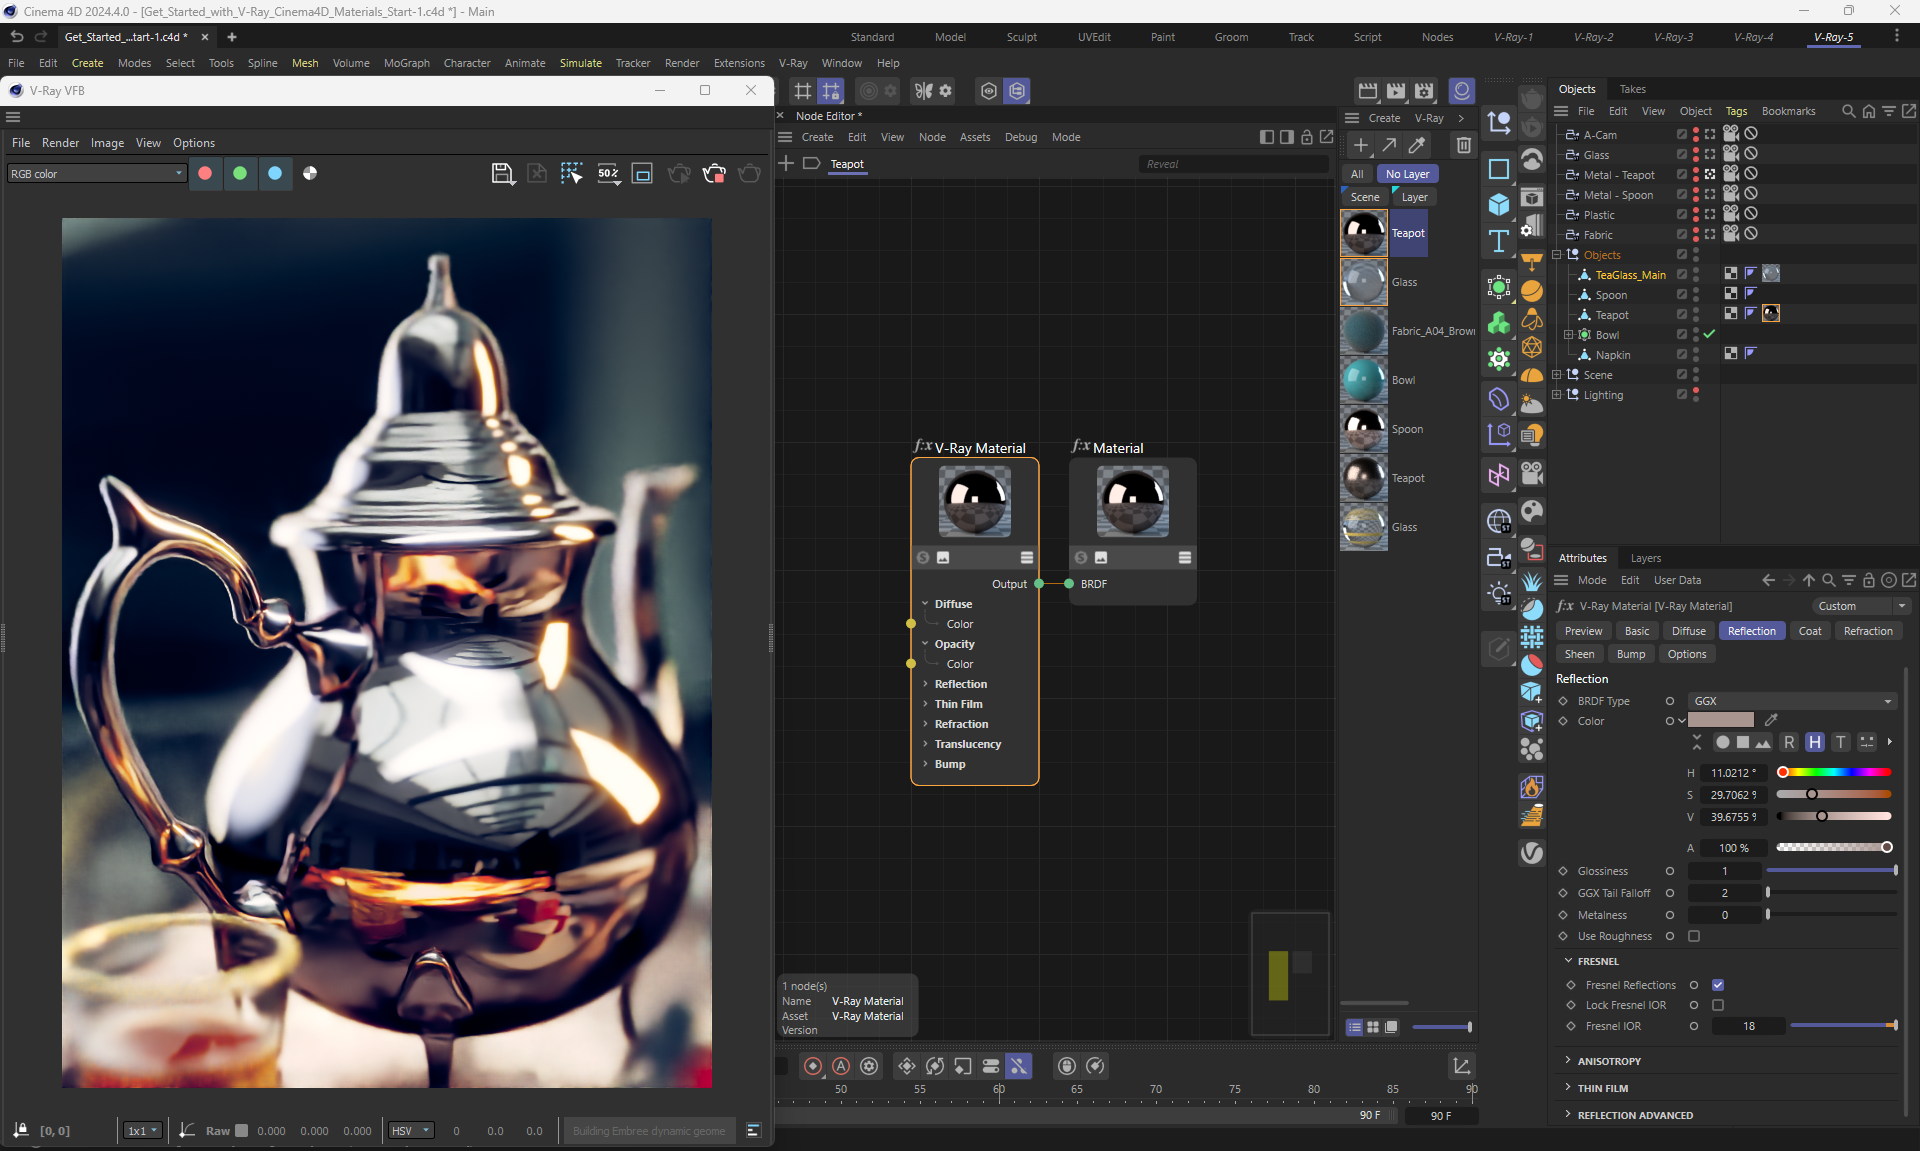 Cinema 4D 2024.4.0 - [Get_Started_with_V-Ray_Cinema4D_Materials_Start-1.c4d *] - Main
Get_Started_...tart-1.c4d *
Standard Model Sculpt UVEdit Paint Groom Track Script Nodes V-Ray-1 V-Ray-2 V-Ray-3 V-Ray-4 V-Ray-5
File Edit Create Modes Select Tools Spline Mesh Volume MoGraph Character Animate Simulate Tracker Render Extensions V-Ray Window Help
V-Ray VFB
File Render Image View Options
RGB color
50%
[0, 0]
1x1
Raw
0.000 0.000 0.000
HSV
0 0.0 0.0
Building Embree dynamic geome
Node Editor *
Create Edit View Node Assets Debug Mode
Teapot
Reveal
f:x V-Ray Material
Output
Diffuse
Color
Opacity
Color
Reflection
Thin Film
Refraction
Translucency
Bump
f:x Material
BRDF
1 node(s)
Name V-Ray Material
Asset V-Ray Material
Version
50 55 60 65 70 75 80 85 90
90 F
90 F
Create V-Ray
All No Layer
Scene Layer
Teapot
Glass
Fabric_A04_Brown
Bowl
Spoon
Teapot
Glass
Objects Takes
File Edit View Object Tags Bookmarks
A-Cam
Glass
Metal - Teapot
Metal - Spoon
Plastic
Fabric
Objects
TeaGlass_Main
Spoon
Teapot
Bowl
Napkin
Scene
Lighting
Attributes Layers
Mode Edit User Data
f:x V-Ray Material [V-Ray Material]
Custom
Preview Basic Diffuse Reflection Coat Refraction
Sheen Bump Options
Reflection
BRDF Type GGX
Color
R H T
H 11.0212 °
S 29.7062 %
V 39.6755 %
A 100 %
Glossiness 1
GGX Tail Falloff 2
Metalness 0
Use Roughness
FRESNEL
Fresnel Reflections
Lock Fresnel IOR
Fresnel IOR 18
ANISOTROPY
THIN FILM
REFLECTION ADVANCED